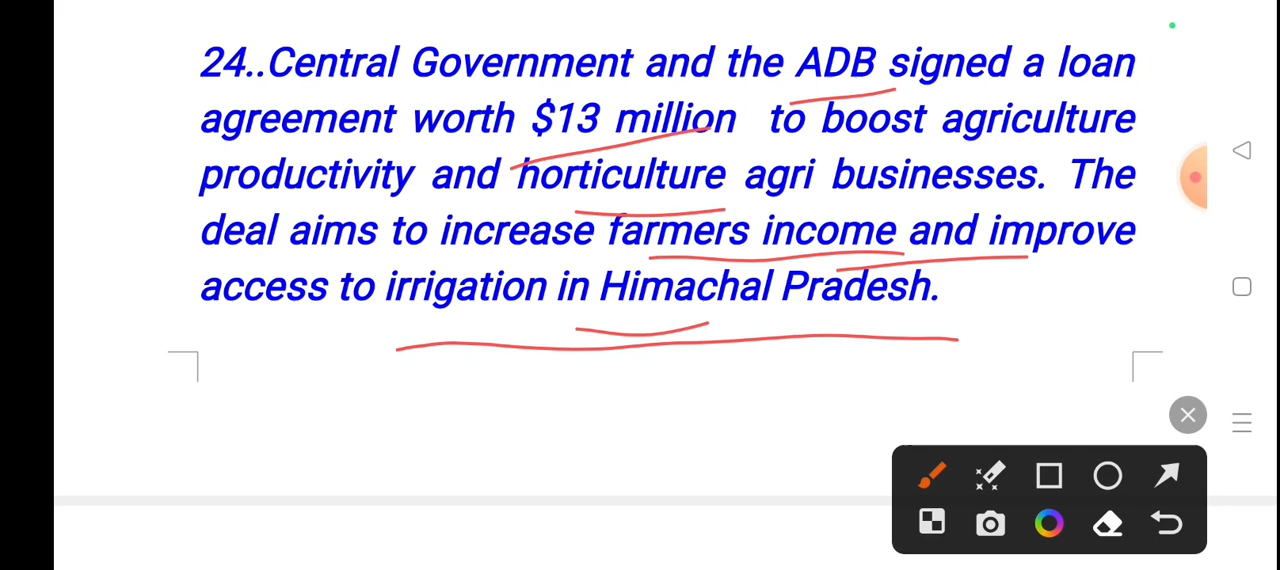 24..Central Government and the ADB signed a loan
agreement worth $13 million to boost agriculture
productivity and horticulture agri businesses. The
deal aims to increase farmers income and improve
access to irrigation in Himachal Pradesh.